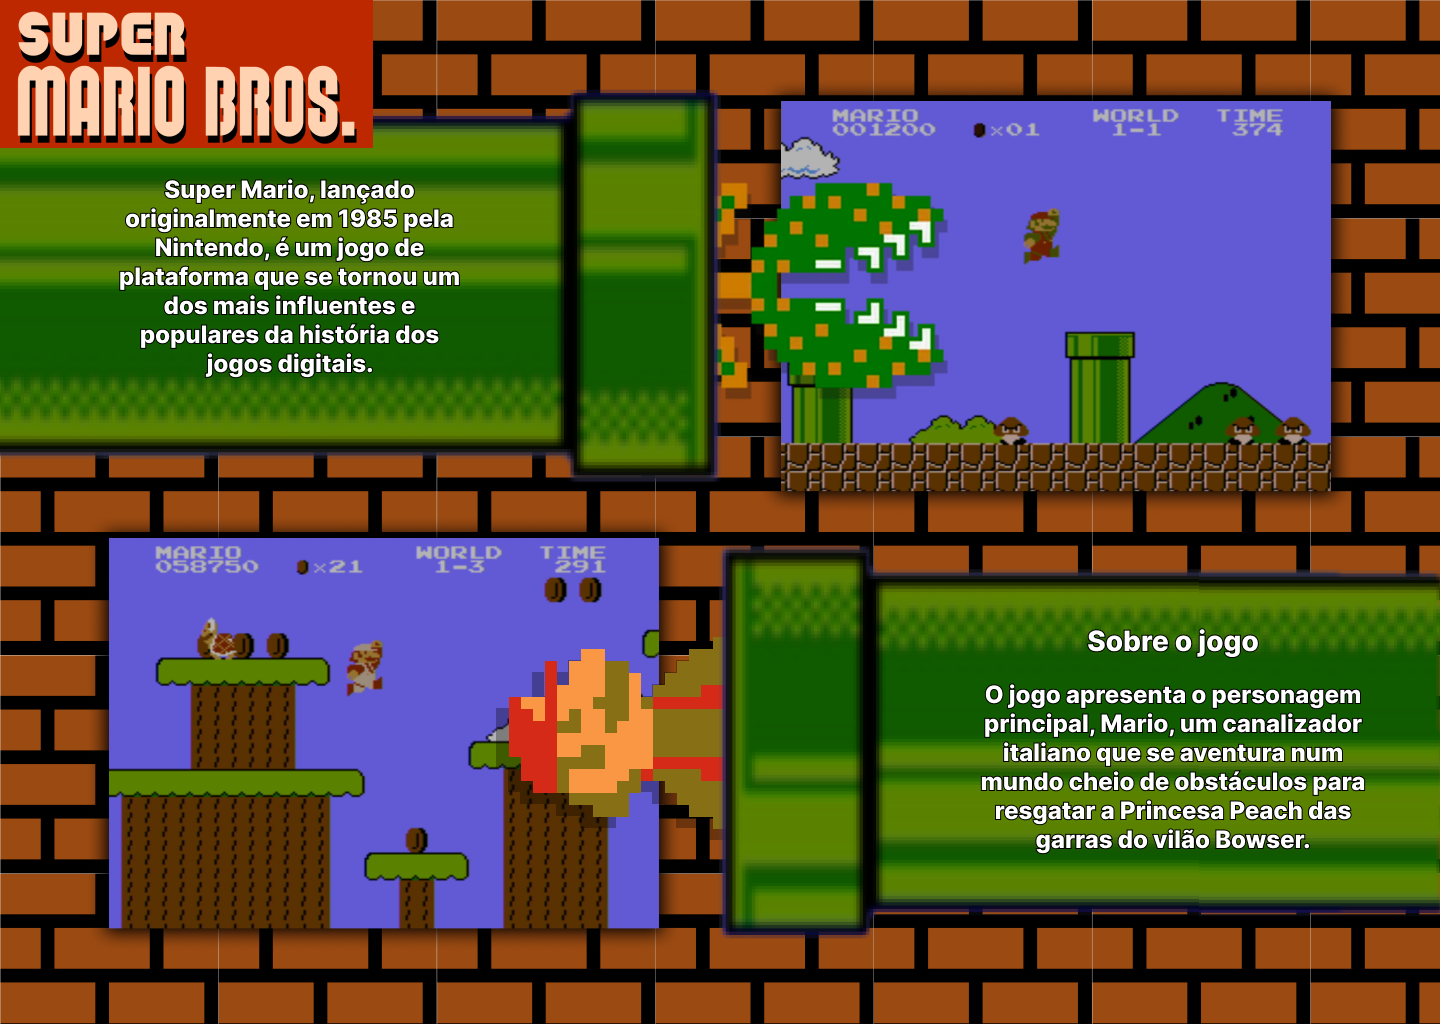 SUPER
MARIO BROS.
Super Mario, lançado
originalmente em 1985 pela
Nintendo, é um jogo de
plataforma que se tornou um
dos mais influentes e
populares da história dos
jogos digitais.
MARIO WORLD TIME
001200 ×01 1-1 374
MARIO WORLD TIME
058750 ×21 1-3 291
Sobre o jogo
O jogo apresenta o personagem
principal, Mario, um canalizador
italiano que se aventura num
mundo cheio de obstáculos para
resgatar a Princesa Peach das
garras do vilão Bowser.